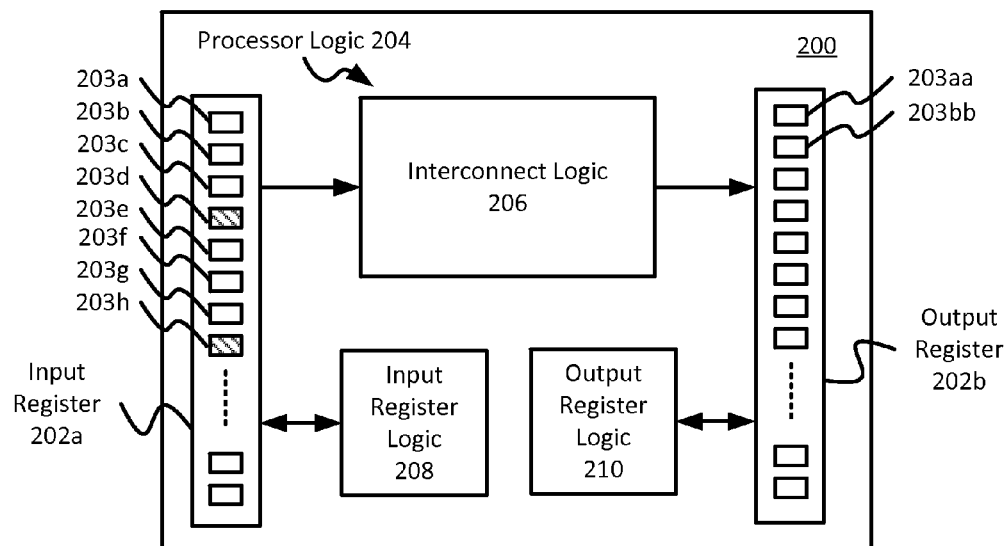 Processor Logic 204
200
203a
203b
203c
203d
203e
203f
203g
203h
203aa
203bb
Interconnect Logic
206
Input
Register
202a
Input
Register
Logic
208
Output
Register
Logic
210
Output
Register
202b